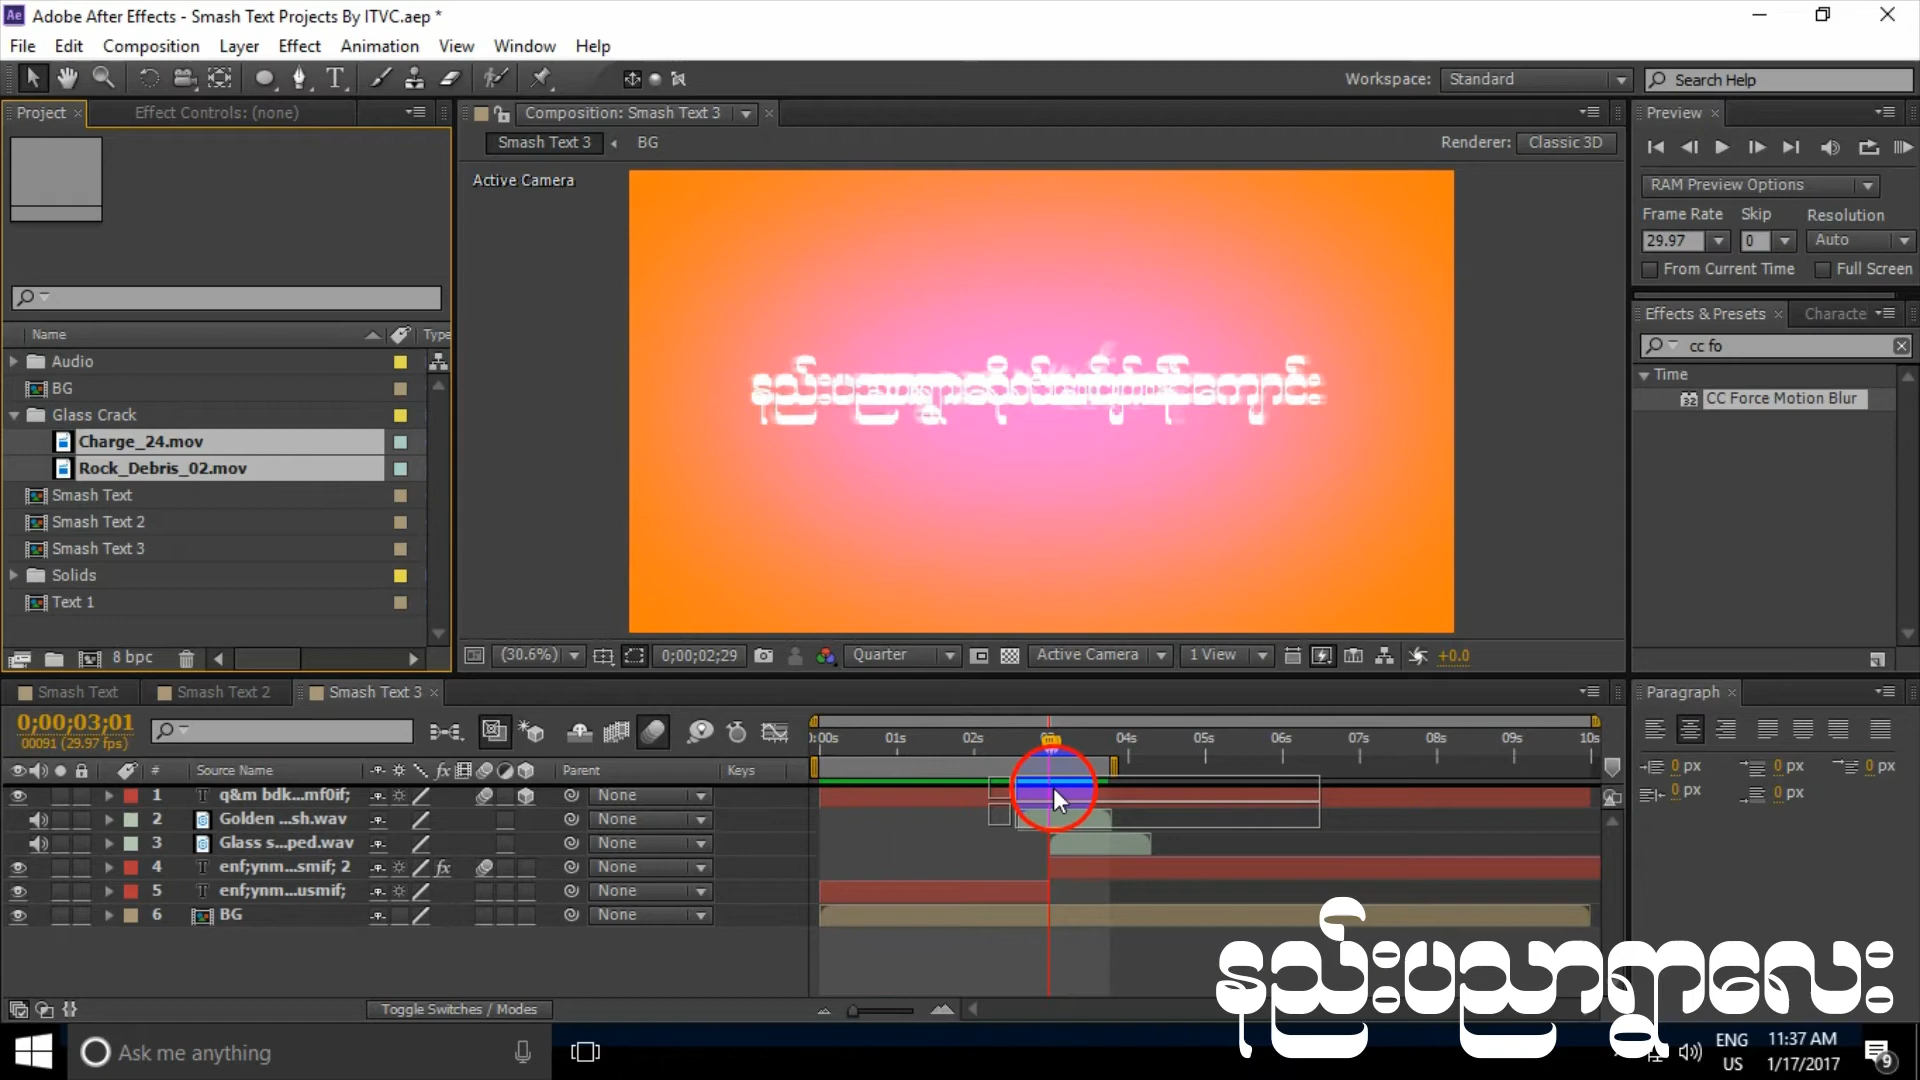 Adobe After Effects - Smash Text Projects By ITVC.aep *
File Edit Composition Layer Effect Animation View Window Help
Workspace: Standard Search Help
Project Effect Controls: (none)
Composition: Smash Text 3
Smash Text 3 BG
Renderer: Classic 3D
Active Camera
Name Type
Audio
BG
Glass Crack
Charge_24.mov
Rock_Debris_02.mov
Smash Text
Smash Text 2
Smash Text 3
Solids
Text 1
8 bpc
(30.6%) 0;00;02;29 Quarter Active Camera 1 View +0.0
Preview
RAM Preview Options
Frame Rate Skip Resolution
29.97 0 Auto
From Current Time Full Screen
Effects & Presets Characte
cc fo
Time
32 CC Force Motion Blur
Smash Text Smash Text 2 Smash Text 3
0;00;03;01
00091 (29.97 fps)
):00s 01s 02s 04s 05s 06s 07s 08s 09s 10s
# Source Name fx Parent Keys
1 T q&m bdk...mf0if; None
2 Golden ...sh.wav None
3 Glass s...ped.wav None
4 T enf;ynm...smif; 2 fx None
5 T enf;ynm...usmif; None
6 BG None
Toggle Switches / Modes
Paragraph
0 px 0 px 0 px
0 px 0 px
နည်းပညာရွာလေး
Ask me anything
ENG
US
11:37 AM
1/17/2017
9